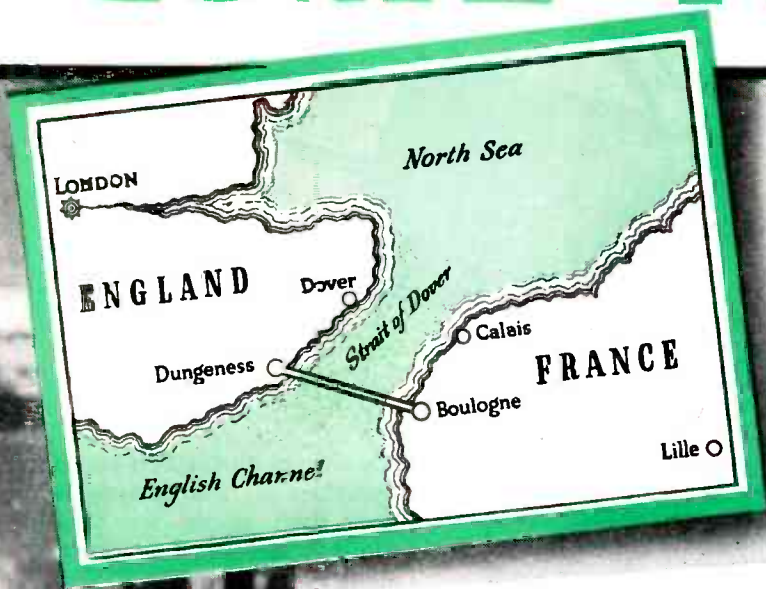 North Sea
LONDON
ENGLAND
Dover
Strait of Dover
Calais
Dungeness
FRANCE
Boulogne
Lille
English Channel